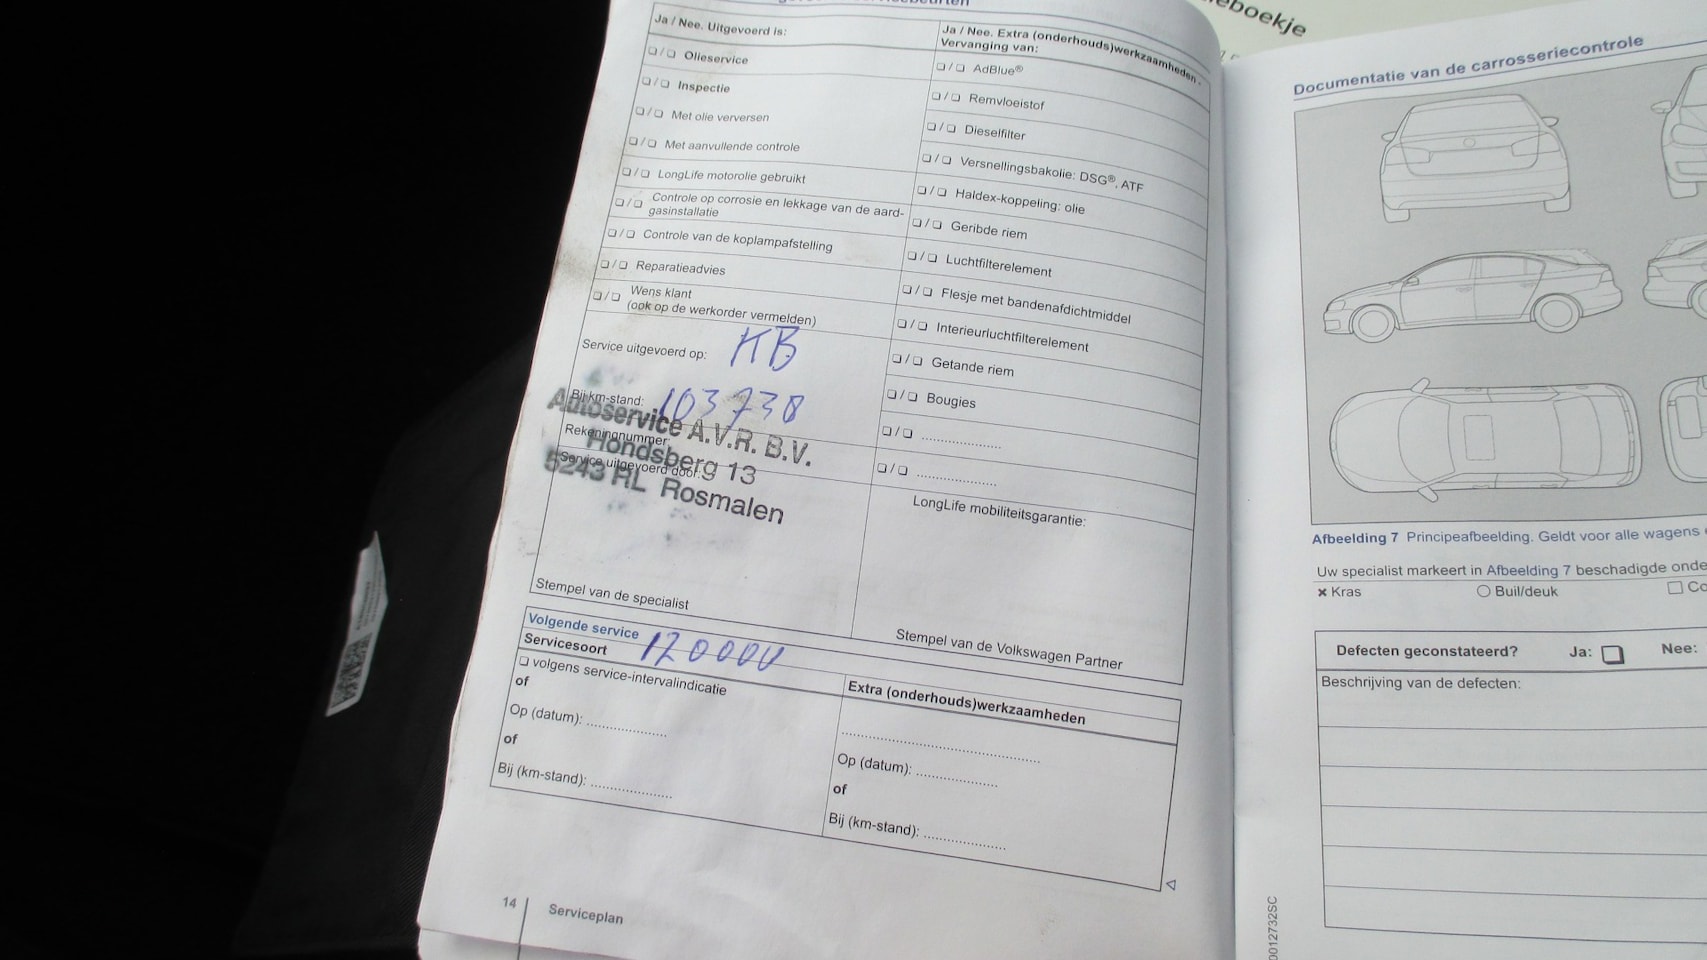 eboekje
Ja / Nee. Uitgevoerd is:
❏ / ❏ Olieservice
❏ / ❏ Inspectie
❏ / ❏ Met olie verversen
❏ / ❏ Met aanvullende controle
❏ / ❏ LongLife motorolie gebruikt
❏ / ❏ Controle op corrosie en lekkage van de aard-
gasinstallatie
❏ / ❏ Controle van de koplampafstelling
❏ / ❏ Reparatieadvies
❏ / ❏ Wens klant
(ook op de werkorder vermelden)
Service uitgevoerd op: KB
Bij km-stand: 103738
Rekeningnummer:
Service uitgevoerd door:
Autoservice A.V.R. B.V.
Hondsberg 13
5243 RL Rosmalen
Stempel van de specialist
Ja / Nee. Extra (onderhouds)werkzaamheden -
Vervanging van:
❏ / ❏ AdBlue®
❏ / ❏ Remvloeistof
❏ / ❏ Dieselfilter
❏ / ❏ Versnellingsbakolie: DSG®, ATF
❏ / ❏ Haldex-koppeling: olie
❏ / ❏ Geribde riem
❏ / ❏ Luchtfilterelement
❏ / ❏ Flesje met bandenafdichtmiddel
❏ / ❏ Interieurluchtfilterelement
❏ / ❏ Getande riem
❏ / ❏ Bougies
❏ / ❏ ....................
❏ / ❏ ....................
LongLife mobiliteitsgarantie:
Stempel van de Volkswagen Partner
Volgende service 120000
Servicesoort
❏ volgens service-intervalindicatie
of
Op (datum): ....................
of
Bij (km-stand): ....................
Extra (onderhouds)werkzaamheden
..................................................
Op (datum): ....................
of
Bij (km-stand): ....................
14 Serviceplan
Documentatie van de carrosseriecontrole
Afbeelding 7 Principeafbeelding. Geldt voor alle wagens
Uw specialist markeert in Afbeelding 7 beschadigde onde
✖ Kras ○ Buil/deuk □ Co
Defecten geconstateerd? Ja: ❏ Nee:
Beschrijving van de defecten:
0012732SC